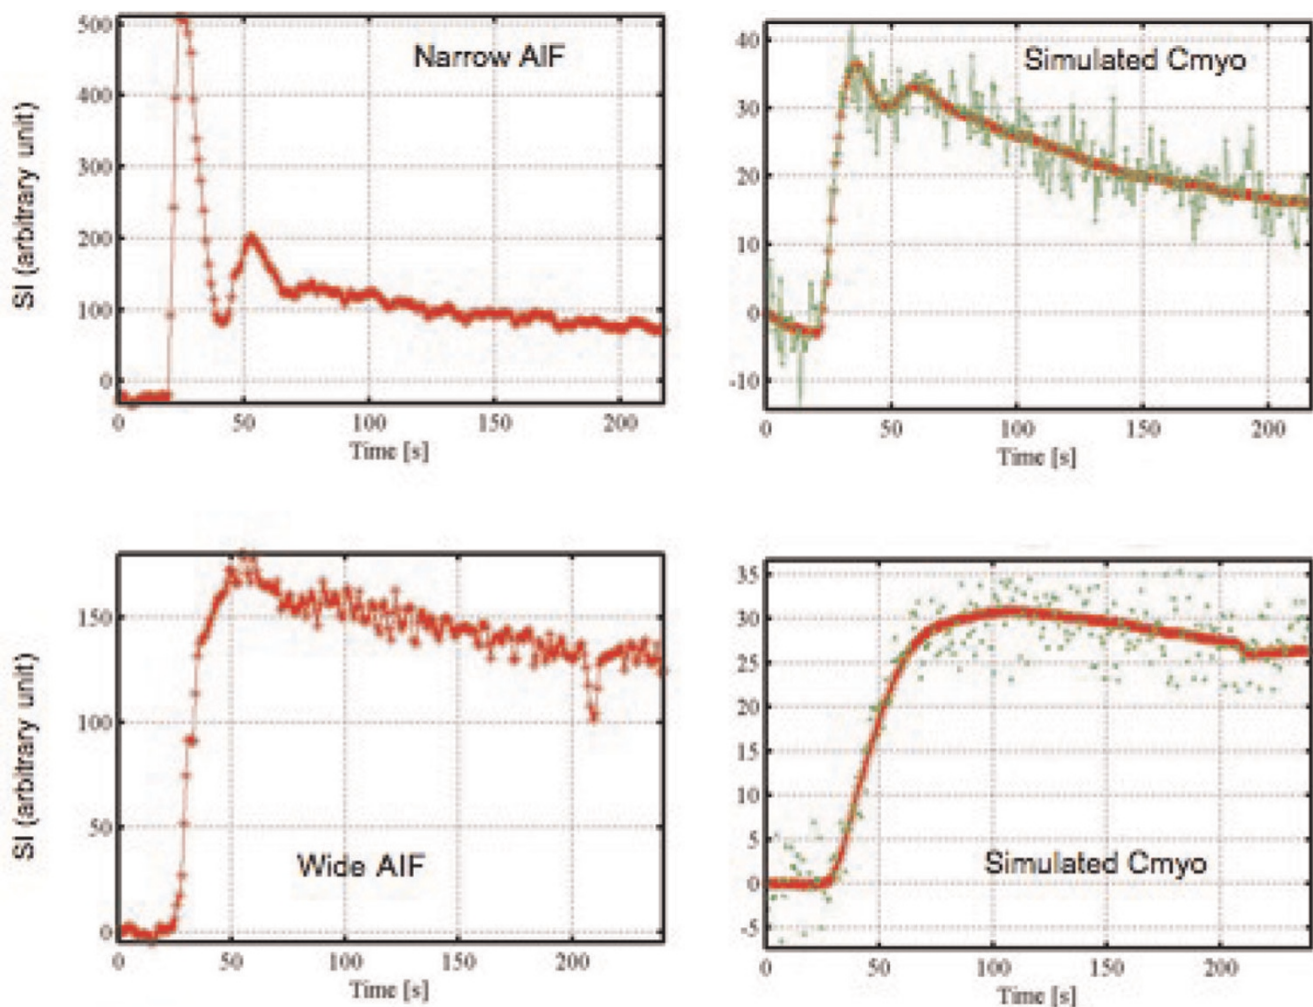 500
400
300
200
100
0
SI (arbitrary unit)
Narrow AIF
0 50 100 150 200
Time [s]
40
30
20
10
0
-10
Simulated Cmyo
0 50 100 150 200
Time [s]
150
100
50
0
SI (arbitrary unit)
Wide AIF
0 50 100 150 200
Time [s]
35
30
25
20
15
10
5
0
-5
Simulated Cmyo
0 50 100 150 200
Time [s]